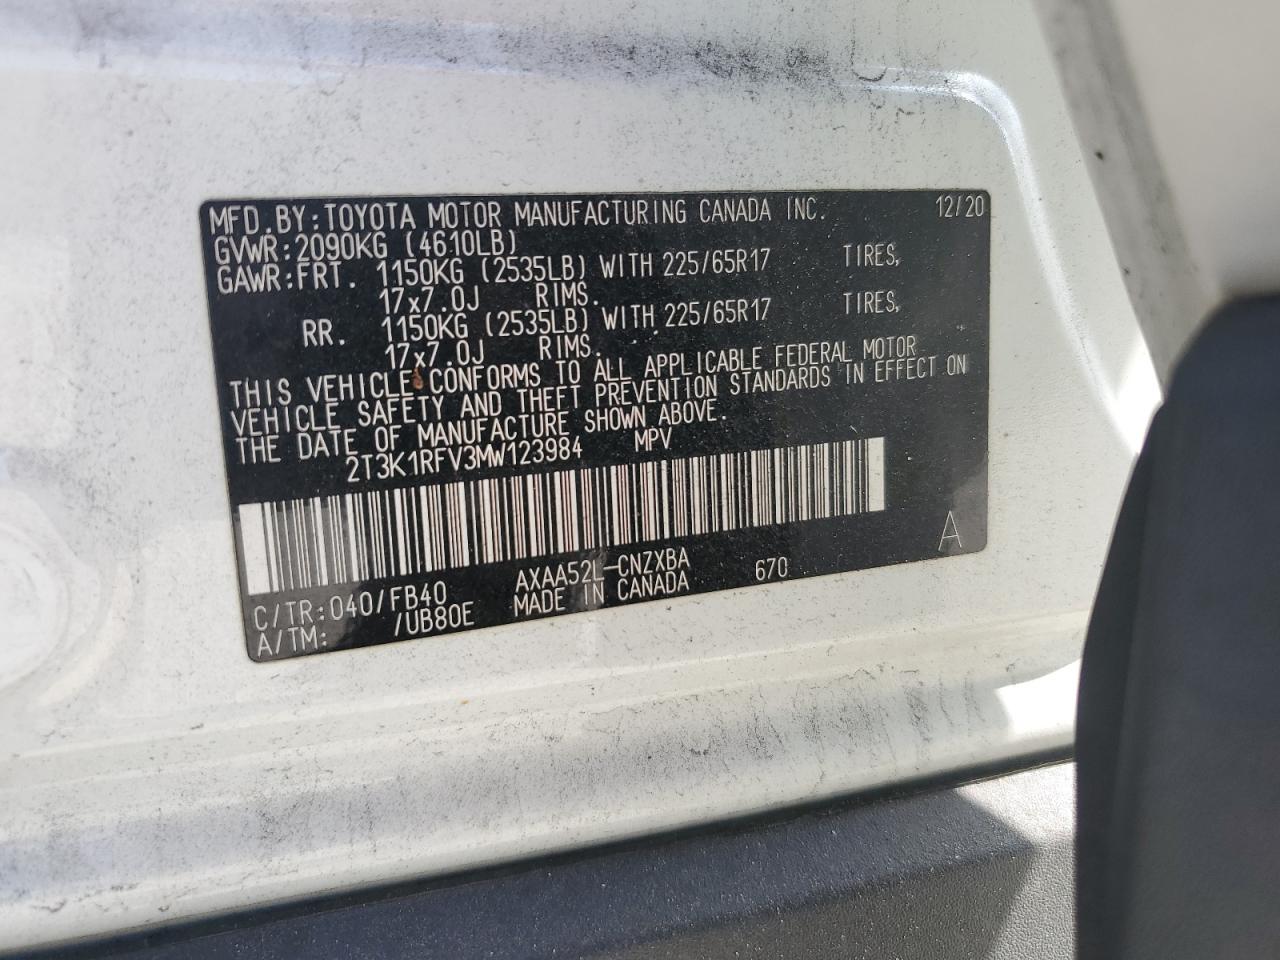 MFD.BY:TOYOTA MOTOR MANUFACTURING CANADA INC. 12/20
GVWR:2090KG (4610LB)
GAWR:FRT. 1150KG (2535LB) WITH 225/65R17 TIRES,
17x7.0J RIMS.
RR. 1150KG (2535LB) WITH 225/65R17 TIRES,
17x7.0J RIMS.
THIS VEHICLE CONFORMS TO ALL APPLICABLE FEDERAL MOTOR
VEHICLE SAFETY AND THEFT PREVENTION STANDARDS IN EFFECT ON
THE DATE OF MANUFACTURE SHOWN ABOVE.
2T3K1RFV3MW123984 MPV
A
C/TR:040/FB40 AXAA52L-CNZXBA 670
A/TM: /UB80E MADE IN CANADA